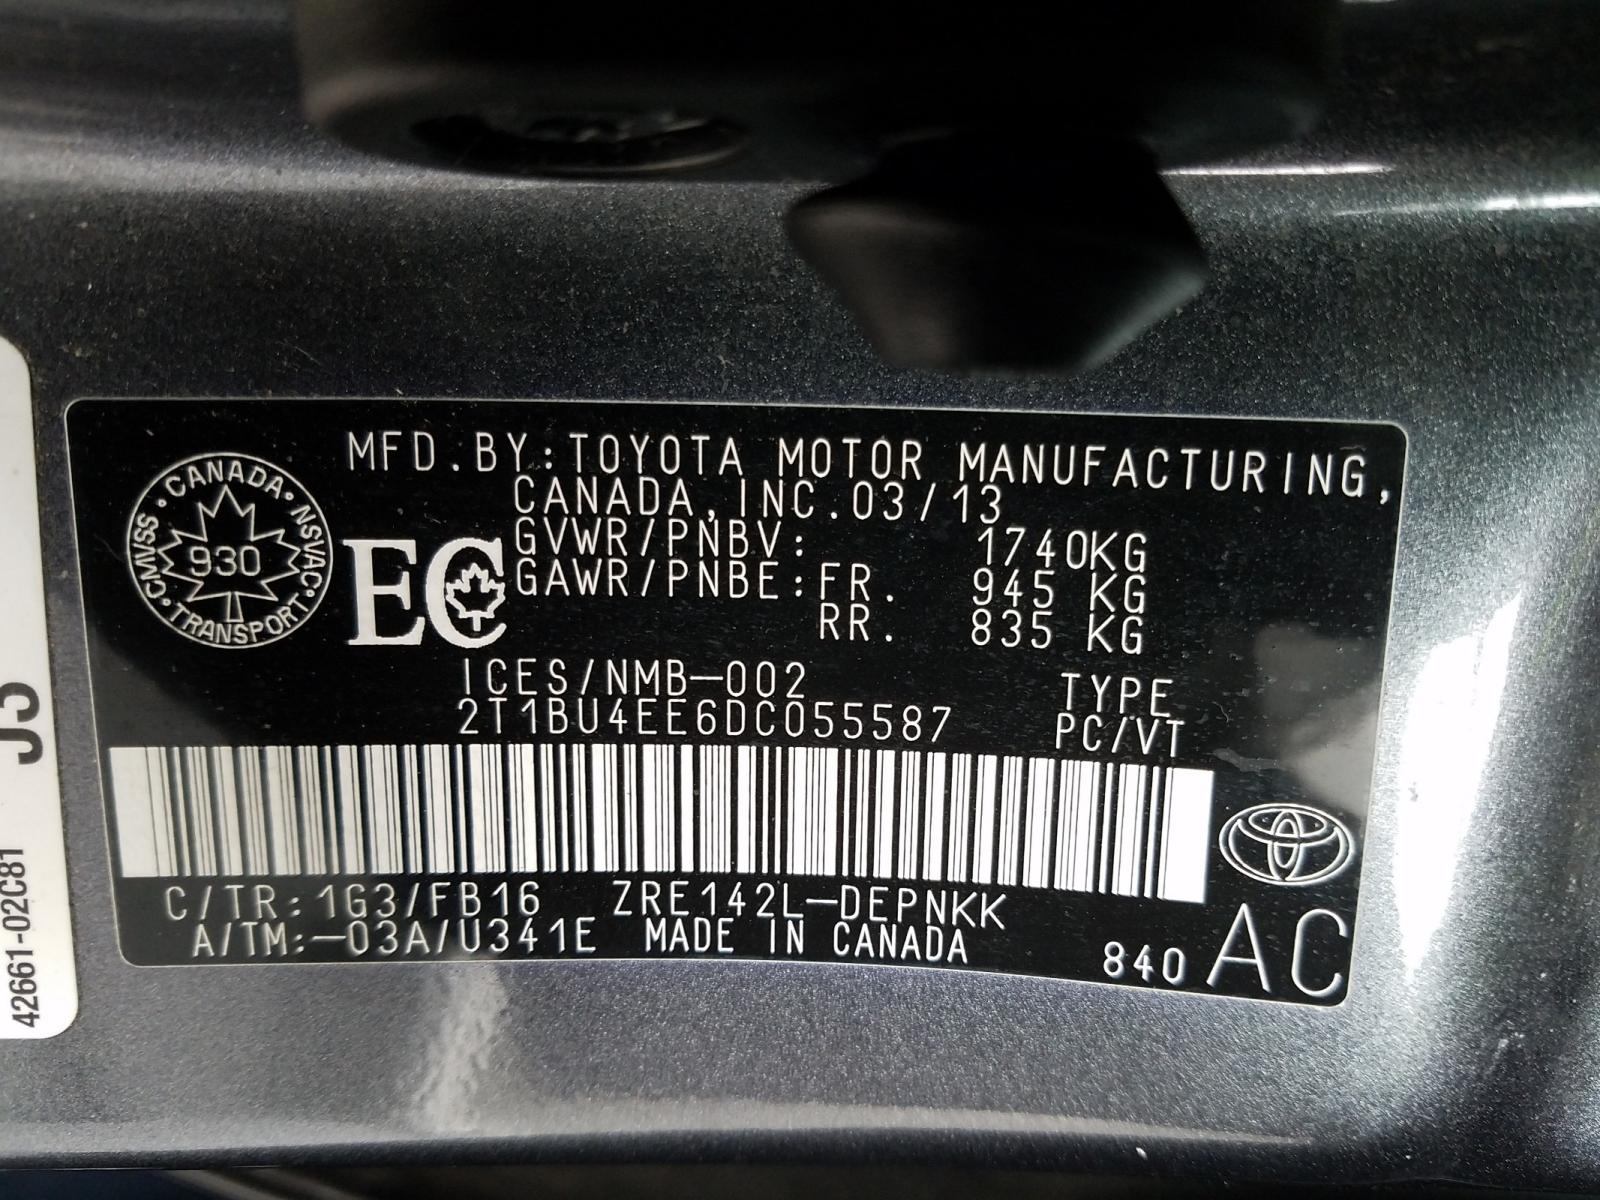 MFD.BY:TOYOTA MOTOR MANUFACTURING,
CANADA, INC. 03/13
GVWR/PNBV: 1740KG
GAWR/PNBE:FR. 945 KG
RR. 835 KG
CANADA
CMVSS
NSVAC
930
TRANSPORT
EC
ICES/NMB-002
2T1BU4EE6DC055587
TYPE
PC/VT
C/TR:1G3/FB16 ZRE142L-DEPNKK
A/TM:-03A/U341E MADE IN CANADA
840 AC
42661-02C81